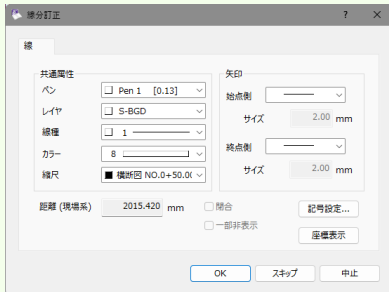 線分訂正
? ×
線
共通属性
ペン Pen 1 [0.13]
レイヤ S-BGD
線種 1
カラー 8
縮尺 横断図 NO.0+50.0(
矢印
始点側
サイズ 2.00 mm
終点側
サイズ 2.00 mm
距離 (現場系) 2015.420 mm
閉合
一部非表示
記号設定...
座標表示
OK スキップ 中止